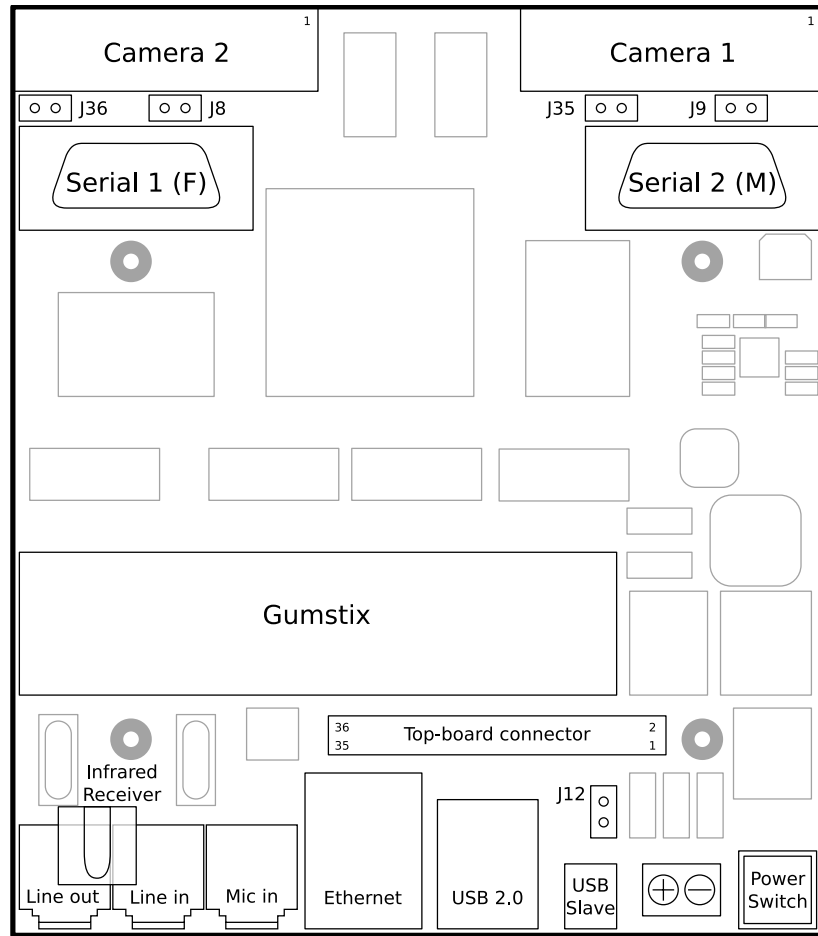 1
1
Camera 2
Camera 1
J36
J8
J35
J9
Serial 1 (F)
Serial 2 (M)
Gumstix
36
35
Top-board connector
2
1
Infrared
Receiver
J12
Line out
Line in
Mic in
Ethernet
USB 2.0
USB
Slave
+ −
Power
Switch